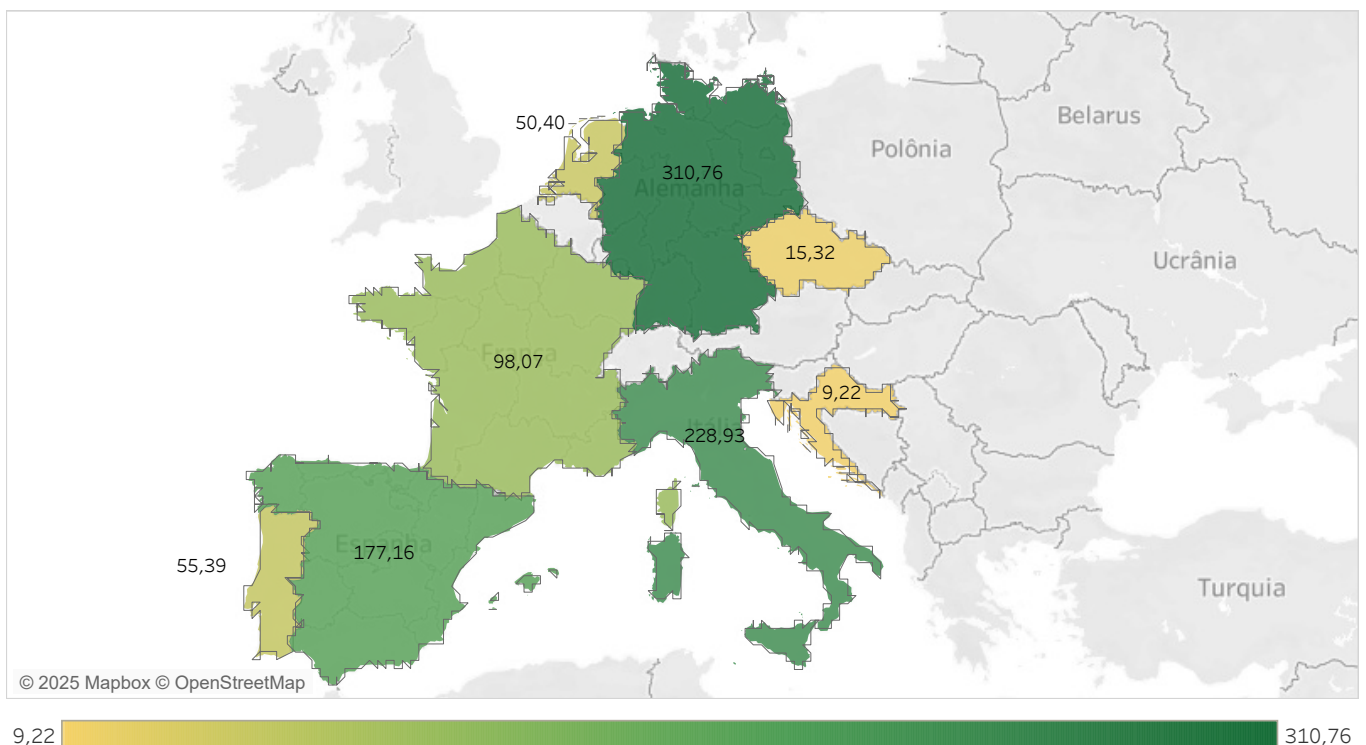 Belarus
50,40
Polônia
310,76
Alemanha
15,32
Ucrânia
França
98,07
9,22
Itália
228,93
Espanha
177,16
55,39
Turquia
© 2025 Mapbox © OpenStreetMap
9,22
310,76